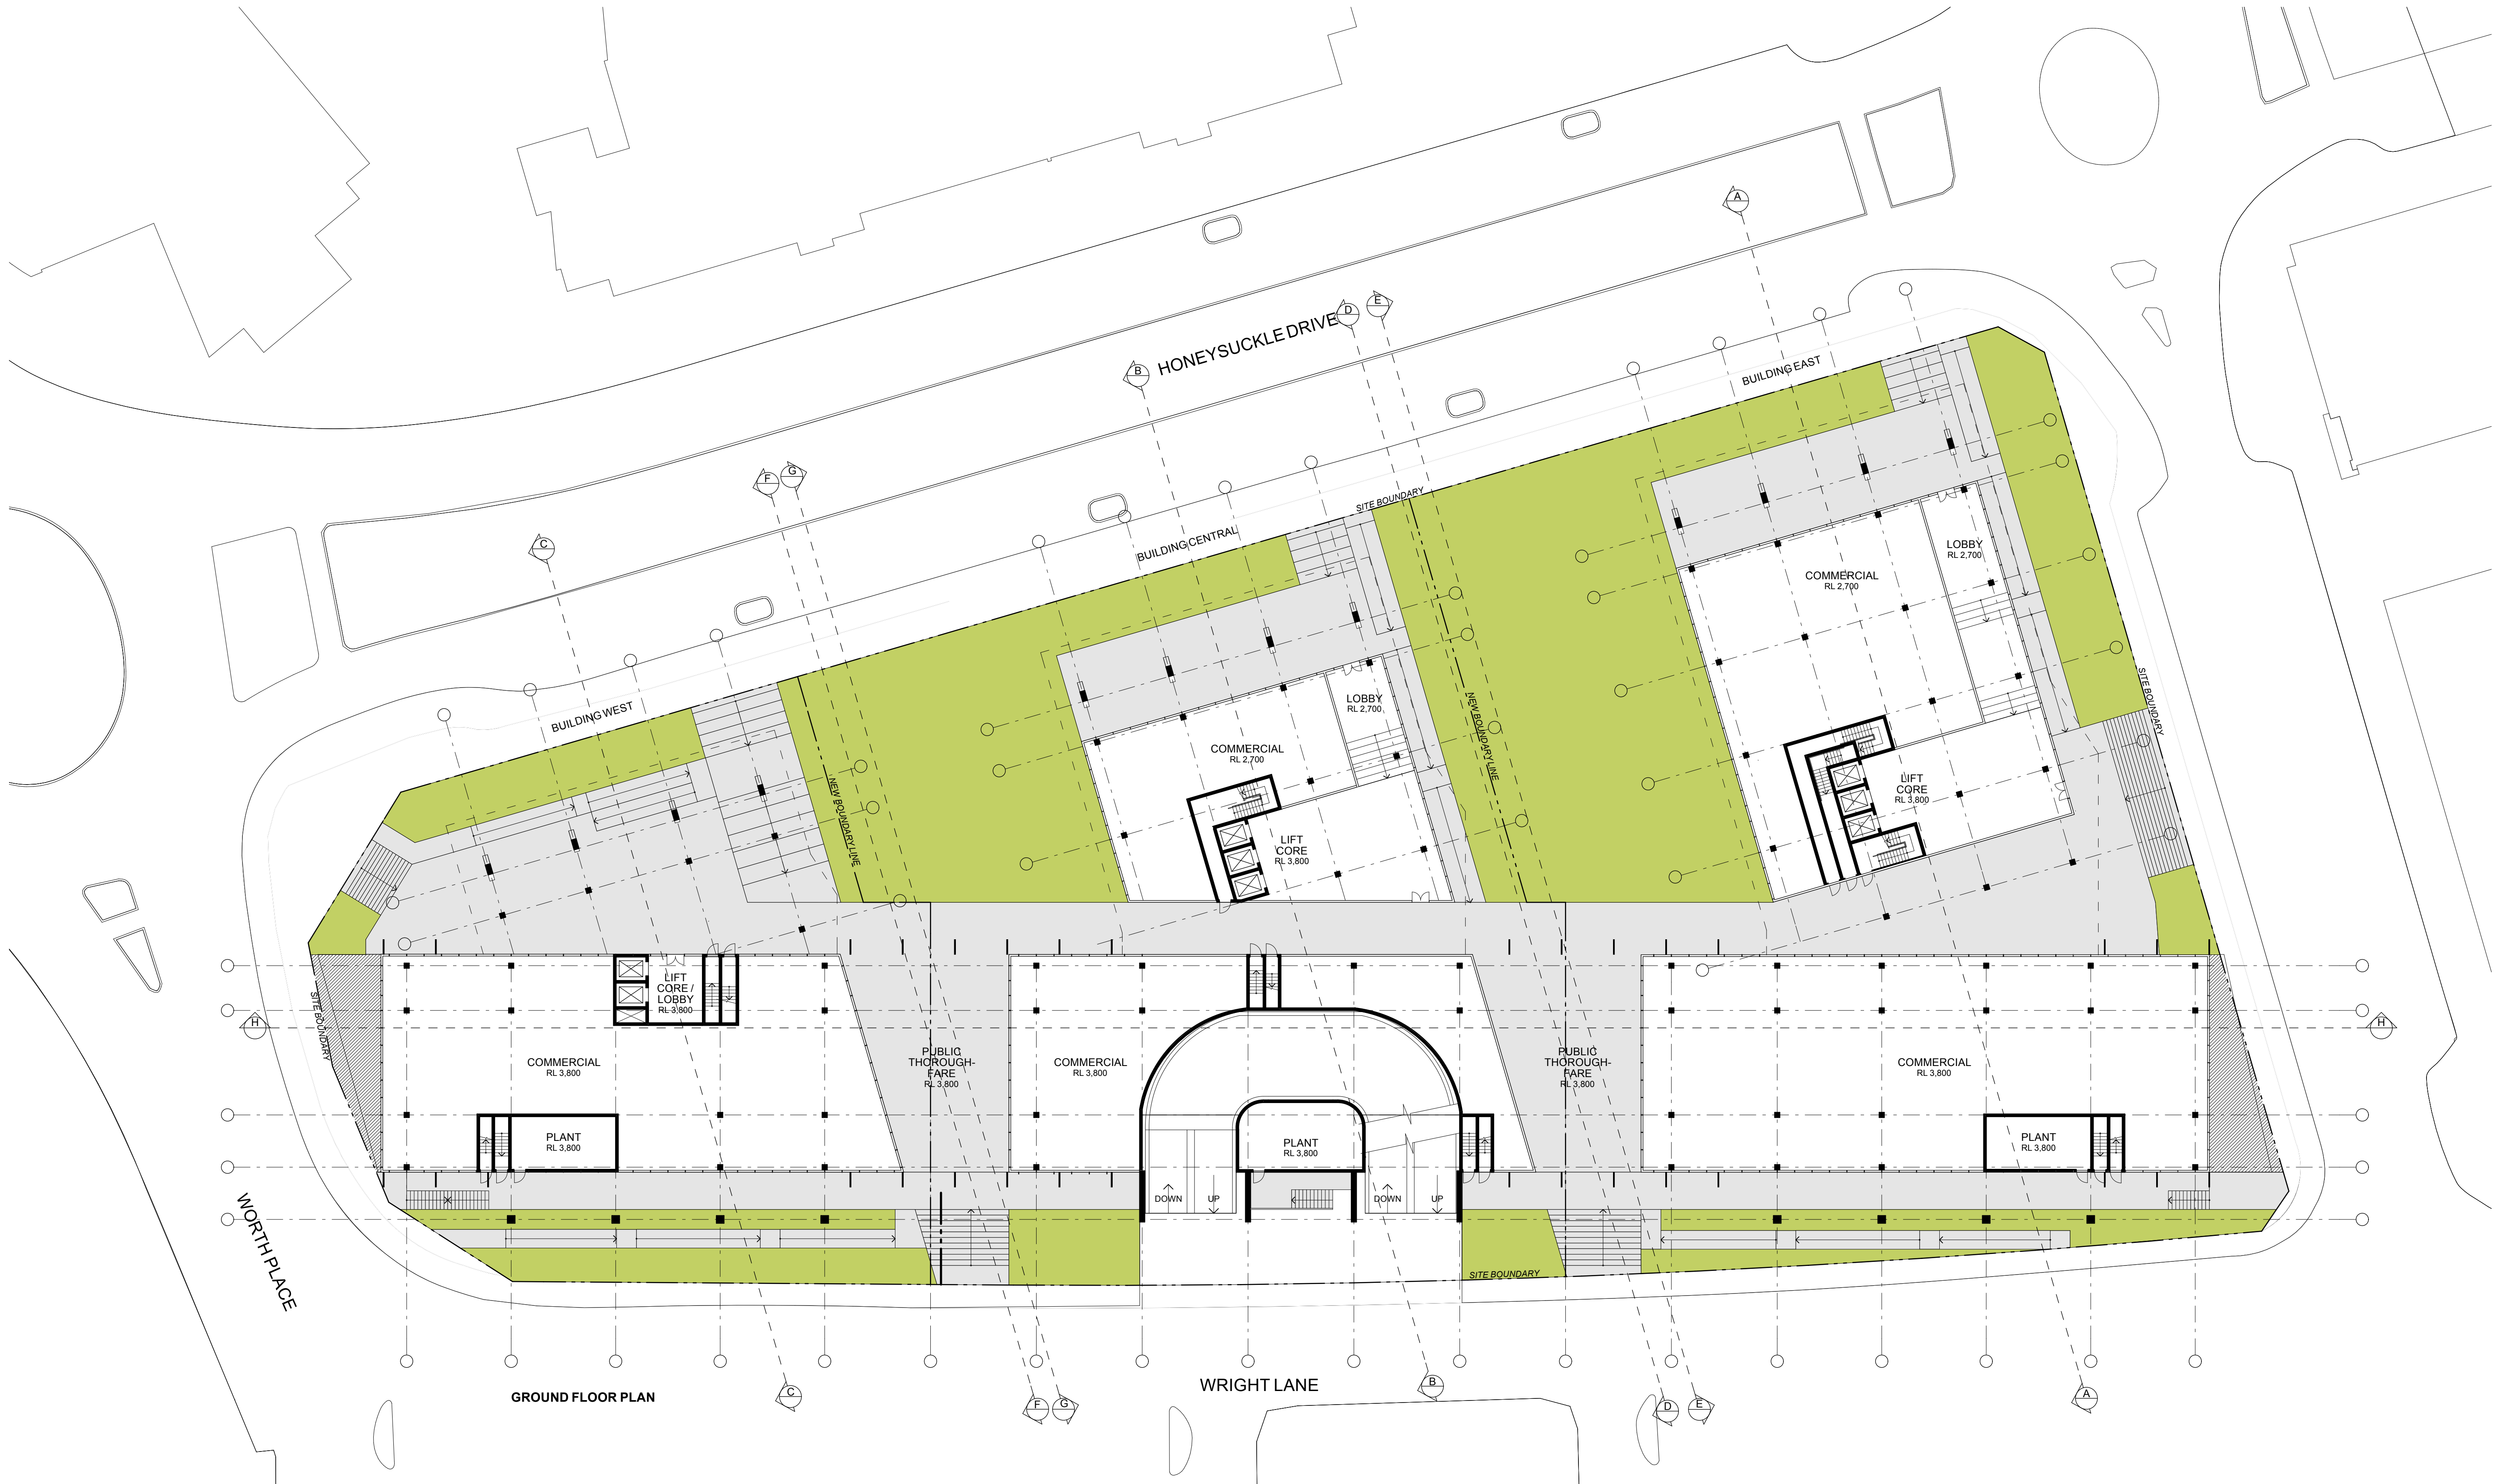 A
HONEYSUCKLE DRIVE
D
E
B
BUILDING EAST
C
F
G
SITE BOUNDARY
BUILDING CENTRAL
LOBBY
RL 2,700
COMMERCIAL
RL 2,700
BUILDING WEST
LOBBY
RL 2,700
COMMERCIAL
RL 2,700
NEW BOUNDARY LINE
SITE BOUNDARY
NEW BOUNDARY LINE
LIFT
CORE
RL 3,800
LIFT
CORE
RL 3,800
LIFT
CORE /
LOBBY
RL 3,800
SITE BOUNDARY
H
H
COMMERCIAL
RL 3,800
PUBLIC
THOROUGH-
FARE
RL 3,800
COMMERCIAL
RL 3,800
PUBLIC
THOROUGH-
FARE
RL 3,800
COMMERCIAL
RL 3,800
PLANT
RL 3,800
PLANT
RL 3,800
PLANT
RL 3,800
DOWN
UP
DOWN
UP
WORTH PLACE
SITE BOUNDARY
GROUND FLOOR PLAN
WRIGHT LANE
C
F
G
B
D
E
A